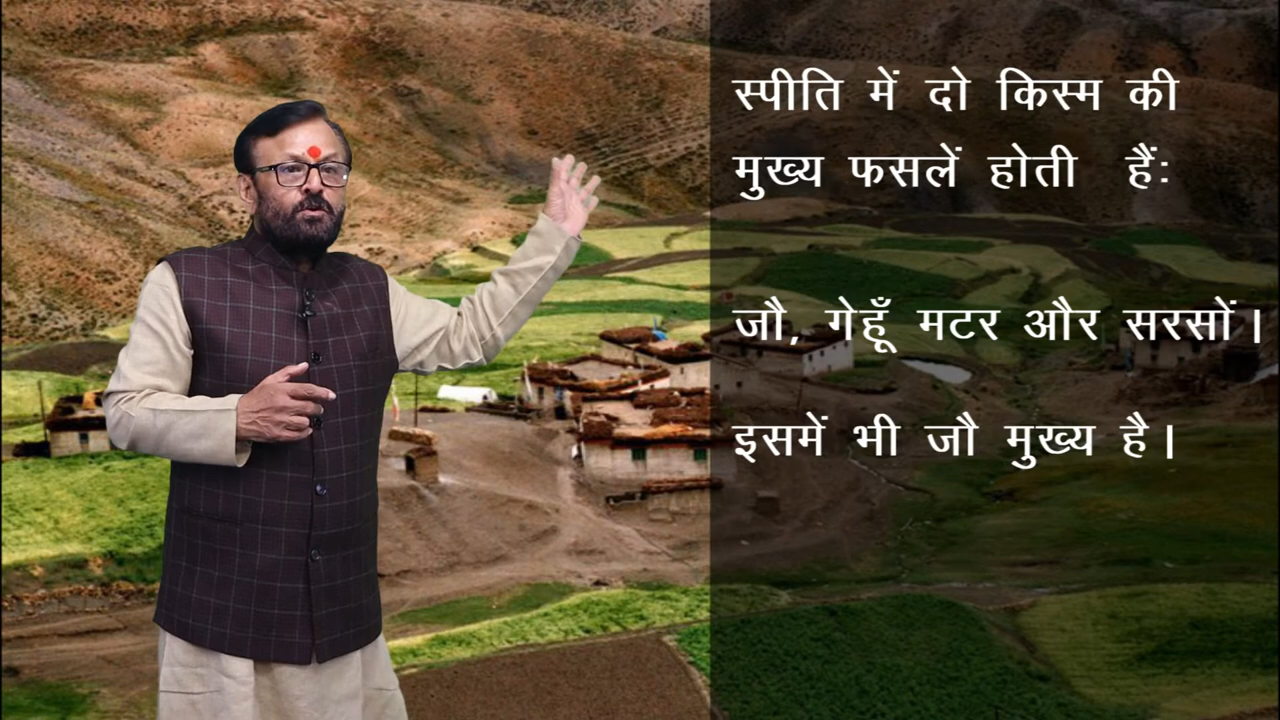 स्पीति में दो किस्म की
मुख्य फसलें होती हैंः
जौ, गेहूँ मटर और सरसों।
इसमें भी जौ मुख्य है।